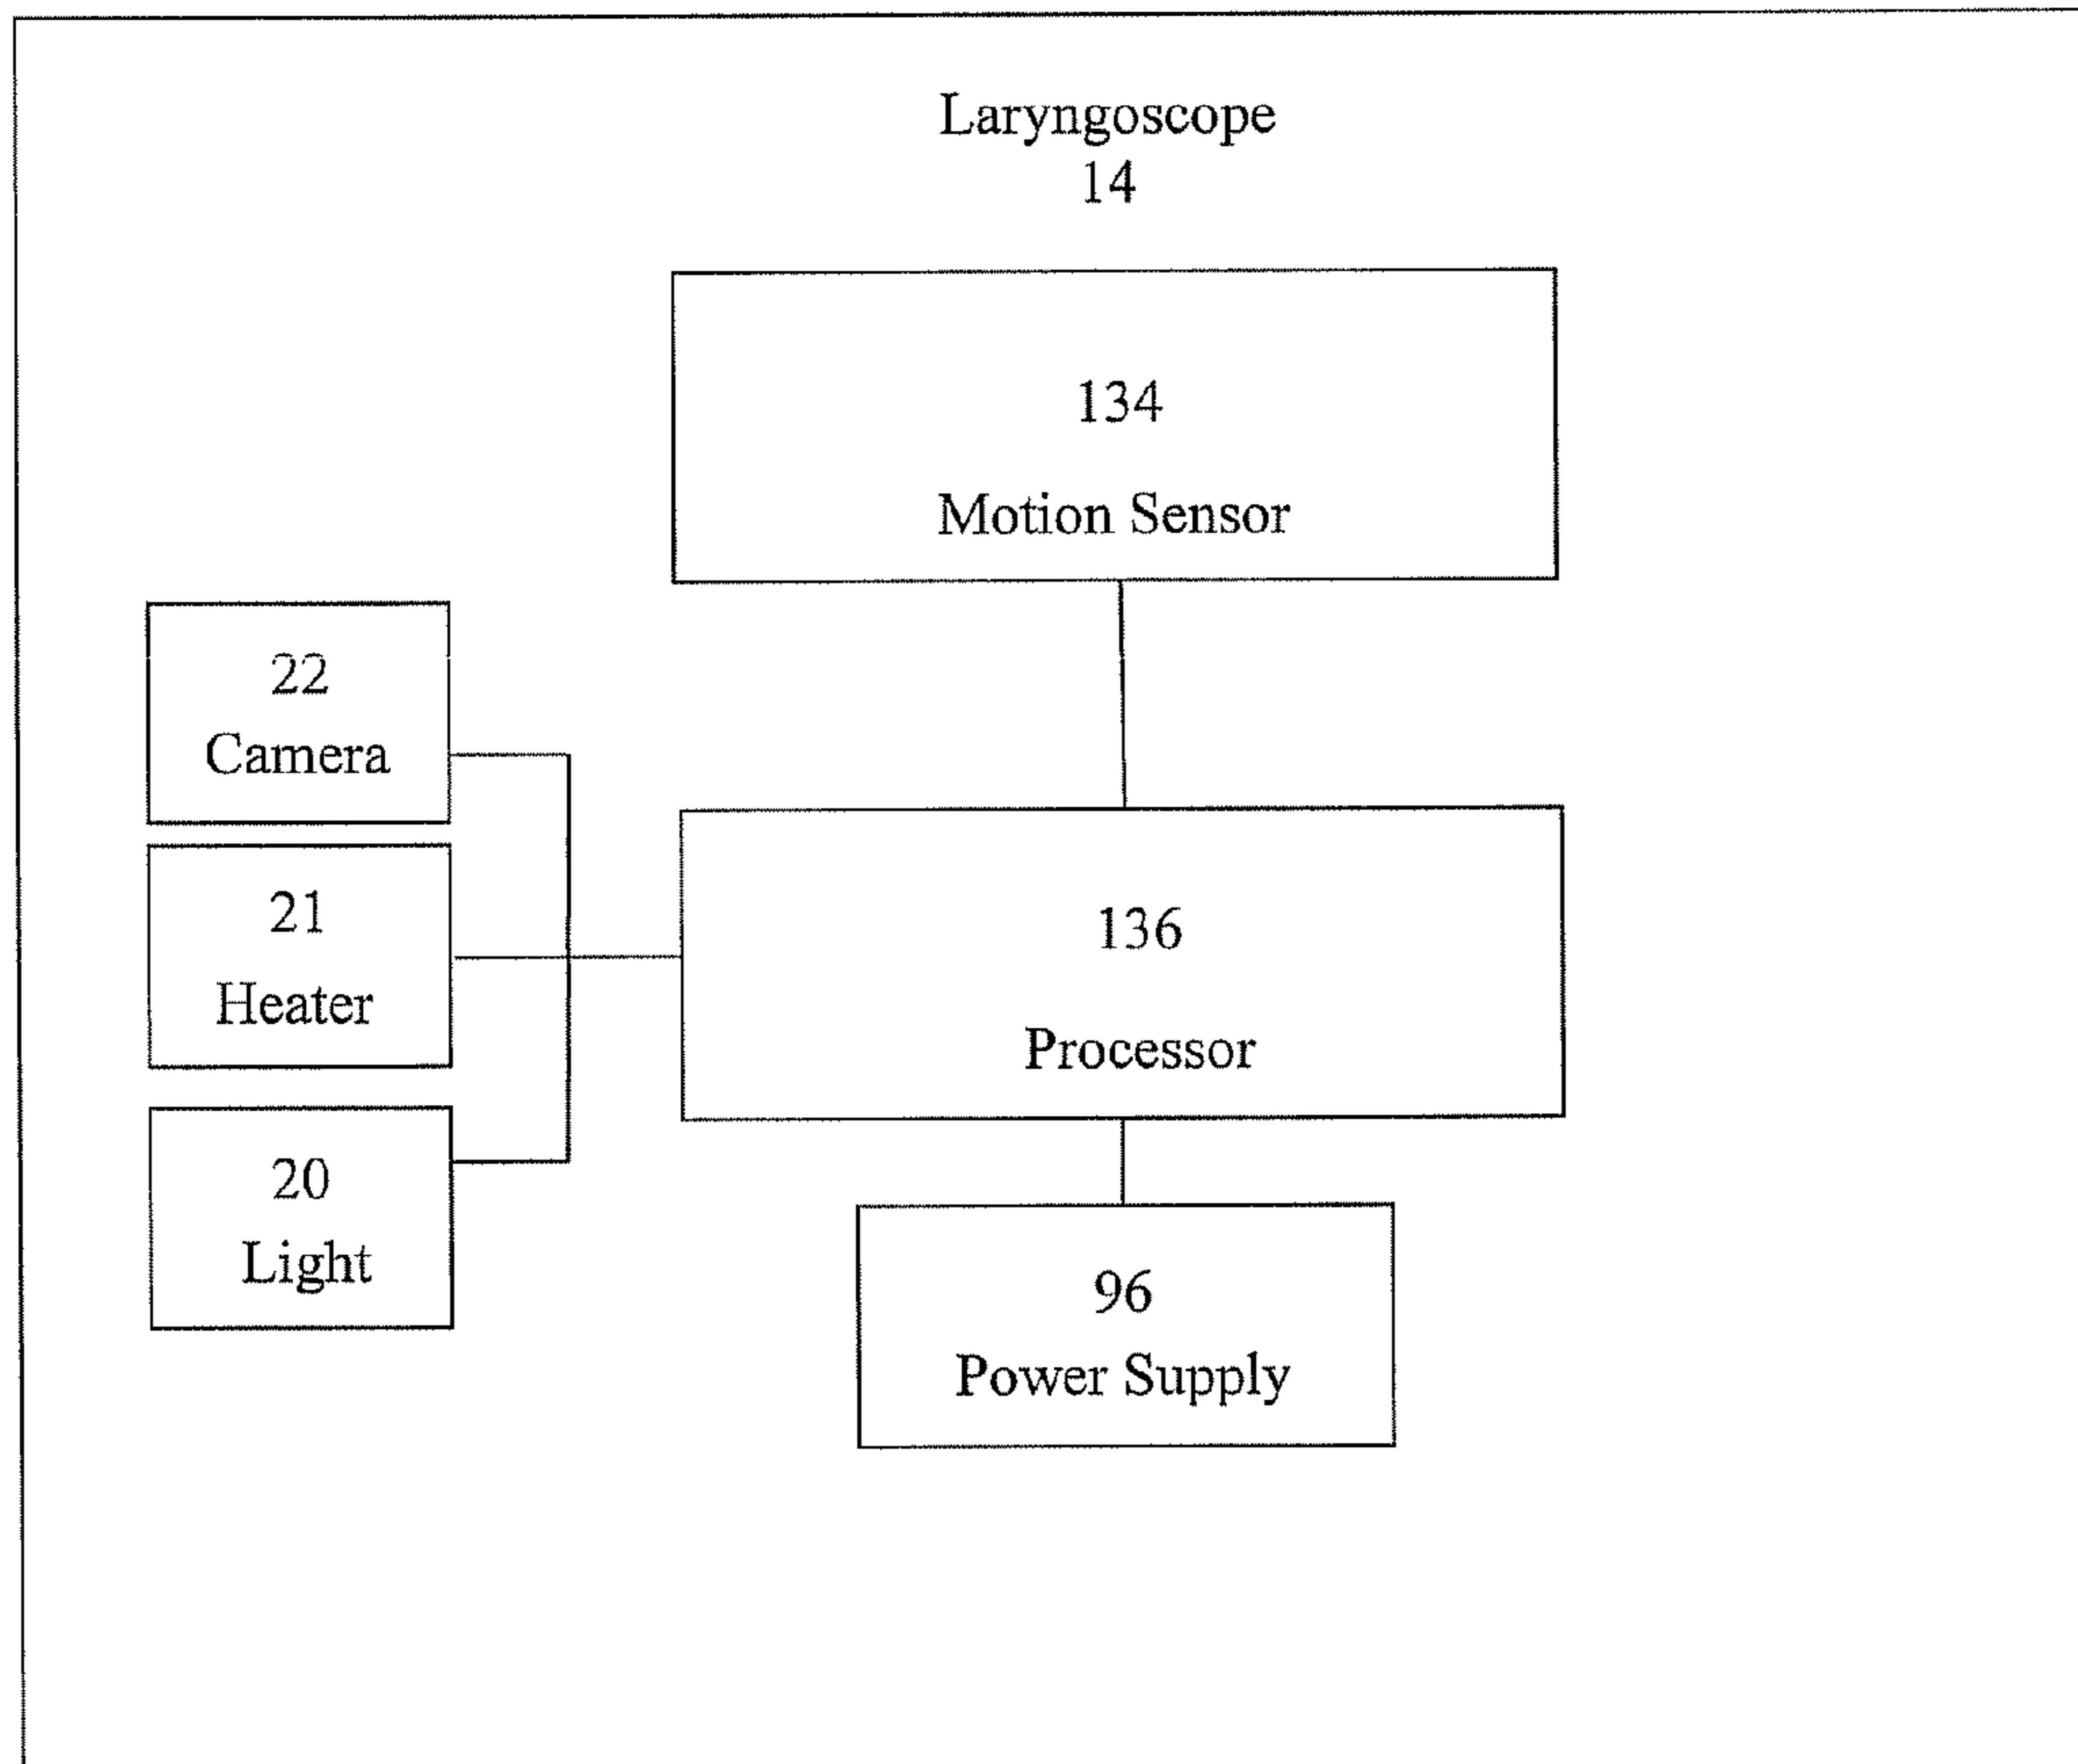 Laryngoscope
14
134
Motion Sensor
22
Camera
21
Heater
136
Processor
20
Light
96
Power Supply